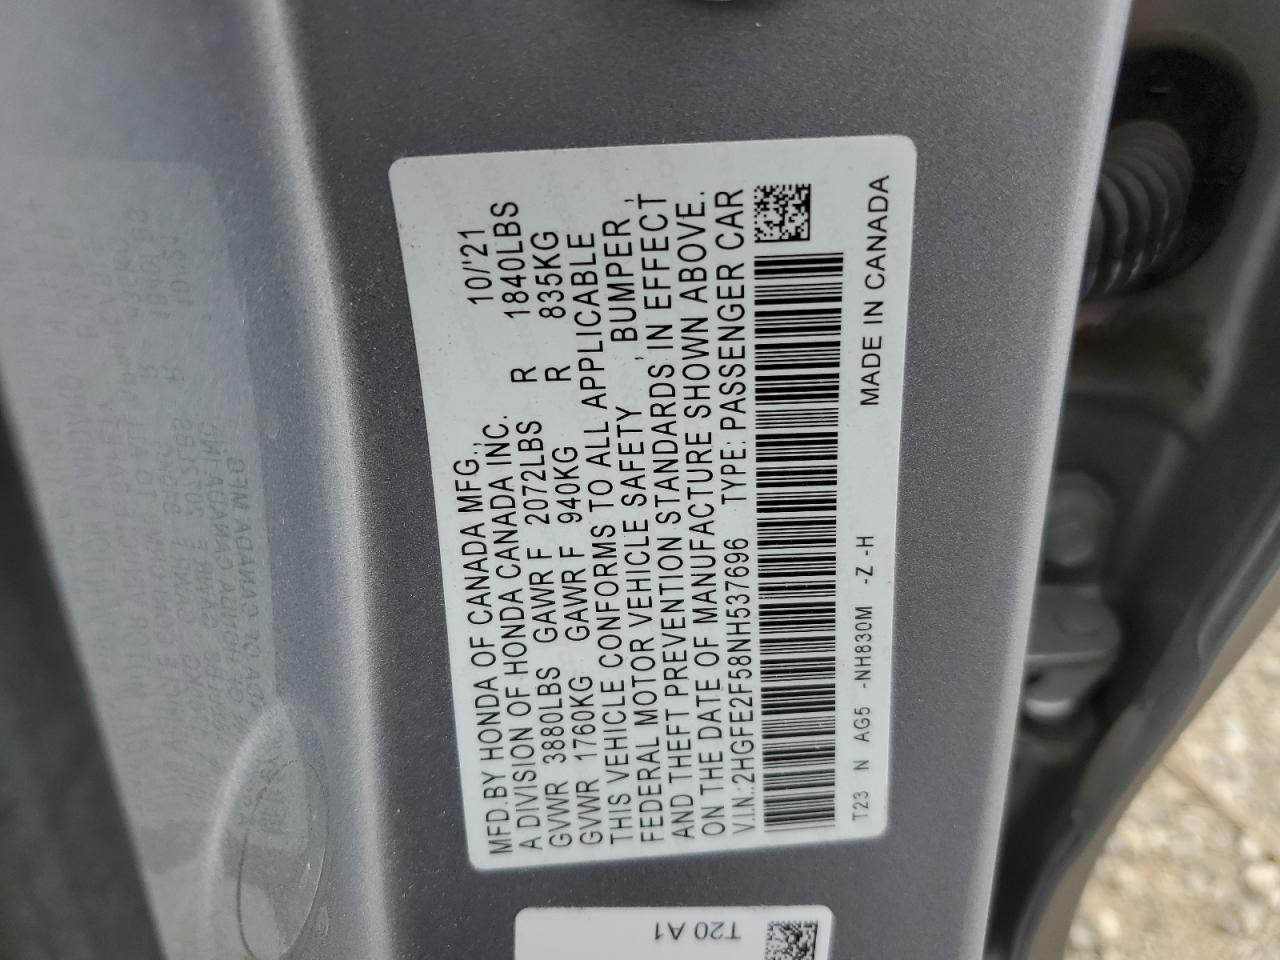 MFD.BY HONDA OF CANADA MFG., 10/'21
A DIVISION OF HONDA CANADA INC.
GVWR 3880LBS GAWR F 2072LBS R 1840LBS
GVWR 1760KG GAWR F 940KG R 835KG
THIS VEHICLE CONFORMS TO ALL APPLICABLE
FEDERAL MOTOR VEHICLE SAFETY , BUMPER ,
AND THEFT PREVENTION STANDARDS IN EFFECT
ON THE DATE OF MANUFACTURE SHOWN ABOVE.
V.I.N.:2HGFE2F58NH537696 TYPE: PASSENGER CAR
T23 N AG5 -NH830M -Z -H
MADE IN CANADA
T20 A1